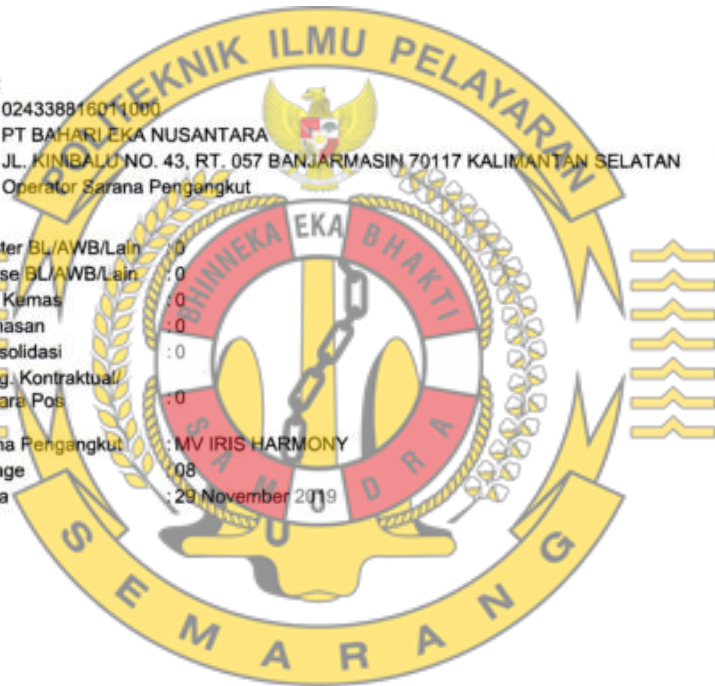 POLITEKNIK ILMU PELAYARAN
024338816011000
PT BAHARI EKA NUSANTARA
JL. KINIBALU NO. 43, RT. 057 BANJARMASIN 70117 KALIMANTAN SELATAN
Operator Sarana Pengangkut
BHINNEKA EKA BHAKTI
ster BL/AWB/Lain : 0
se BL/AWB/Lain : 0
Kemas : 0
nasan : 0
solidasi : 0
g. Kontraktual/
ara Pos : 0
na Pengangkut : MV IRIS HARMONY
age : 08
a : 29 November 2019
SAMUDRA
SEMARANG